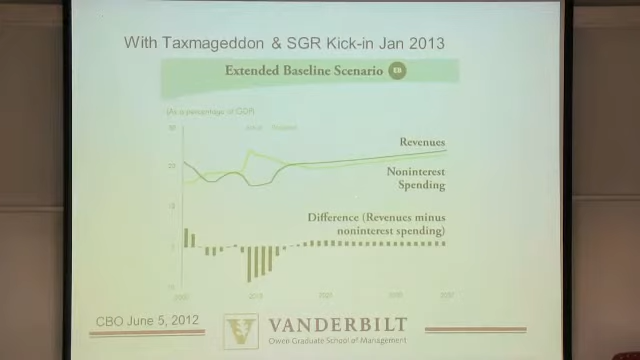 With Taxmageddon & SGR Kick-in Jan 2013
Extended Baseline Scenario EB
(As a percentage of GDP)
Revenues
Noninterest
Spending
Difference (Revenues minus
noninterest spending)
CBO June 5, 2012
V
VANDERBILT
Owen Graduate School of Management